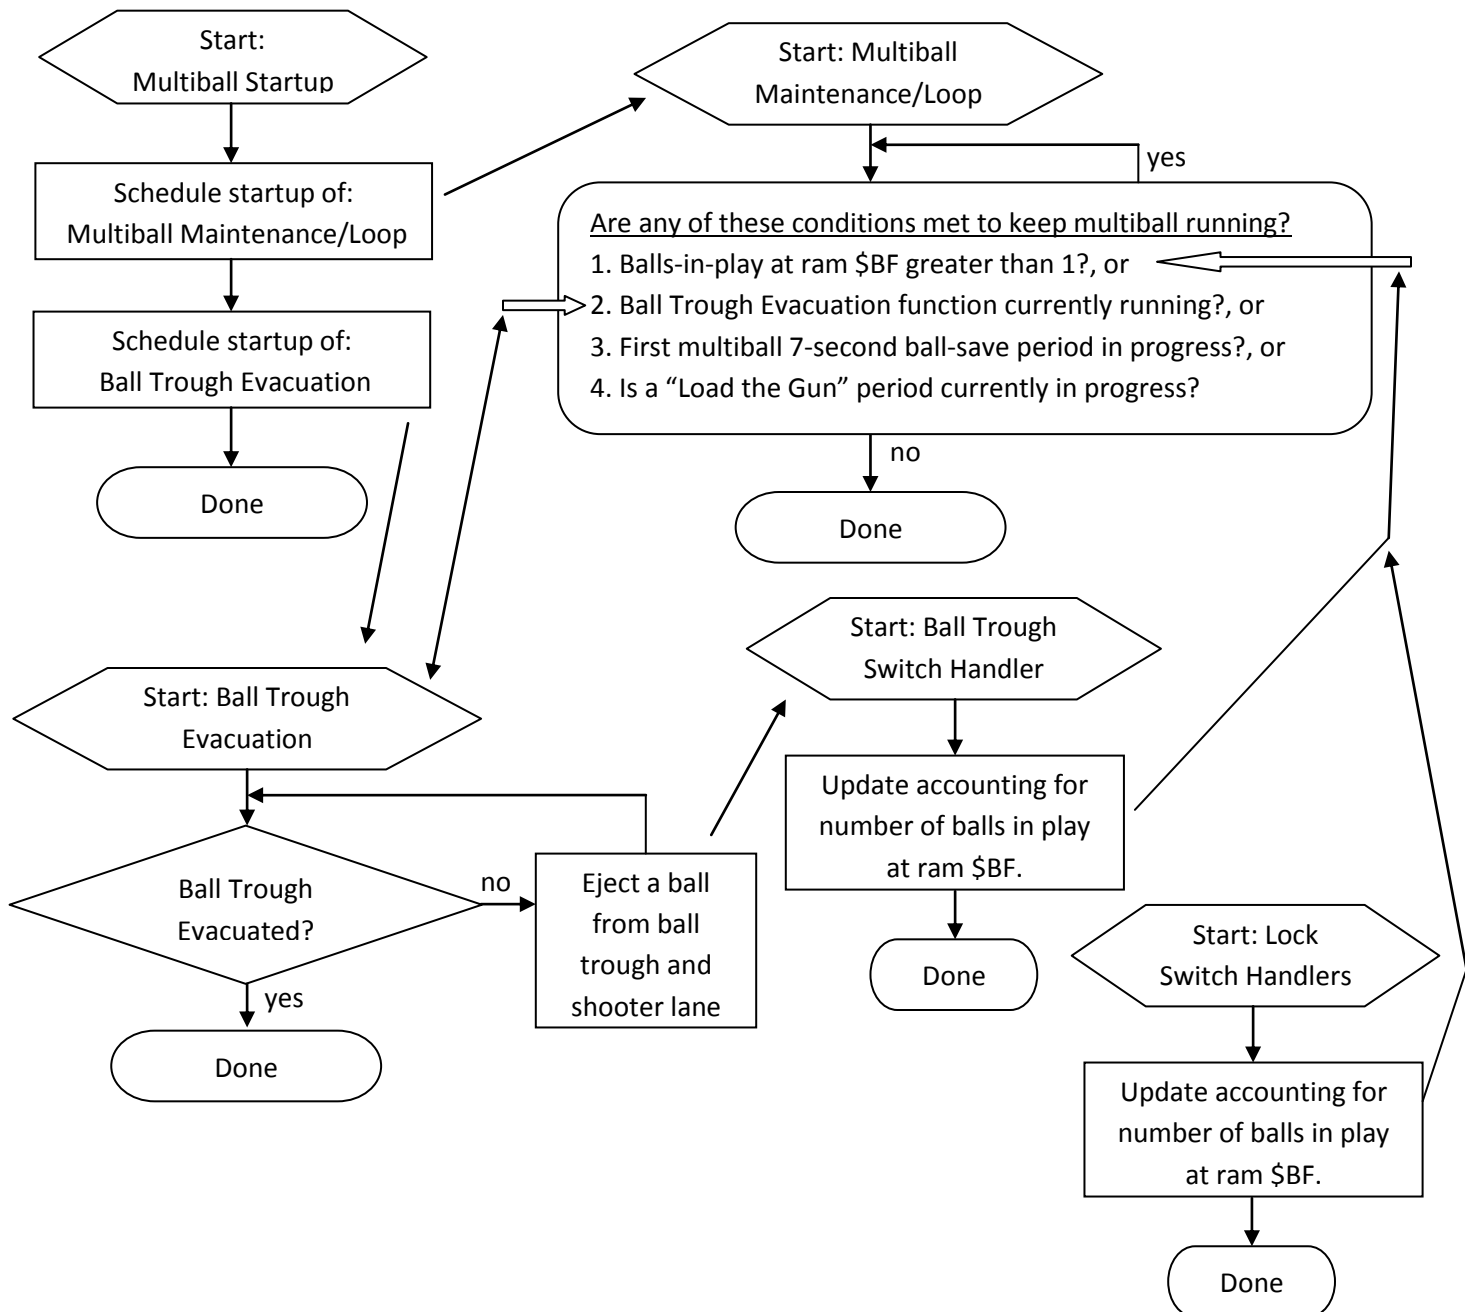 Start:
Multiball Startup
Schedule startup of:
Multiball Maintenance/Loop
Schedule startup of:
Ball Trough Evacuation
Done
Start: Multiball
Maintenance/Loop
yes
Are any of these conditions met to keep multiball running?
1. Balls-in-play at ram $BF greater than 1?, or
2. Ball Trough Evacuation function currently running?, or
3. First multiball 7-second ball-save period in progress?, or
4. Is a “Load the Gun” period currently in progress?
no
Done
Start: Ball Trough
Evacuation
Ball Trough
Evacuated?
no
Eject a ball
from ball
trough and
shooter lane
yes
Done
Start: Ball Trough
Switch Handler
Update accounting for
number of balls in play
at ram $BF.
Done
Start: Lock
Switch Handlers
Update accounting for
number of balls in play
at ram $BF.
Done